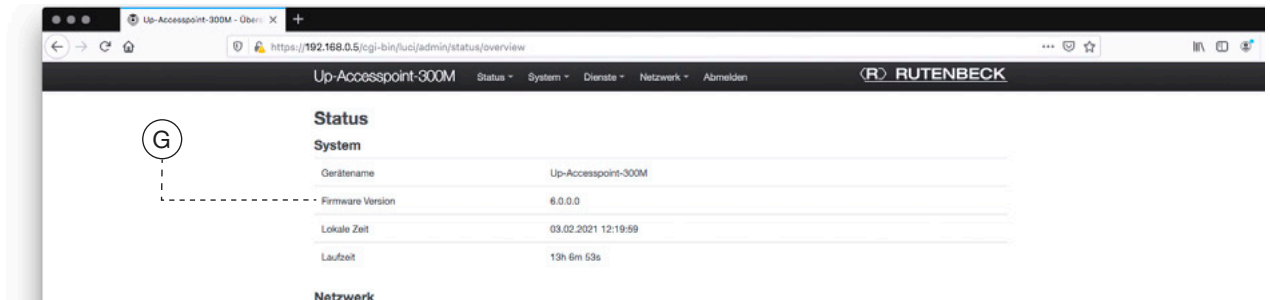 Up-Accesspoint-300M - Über
https://192.168.0.5/cgi-bin/luci/admin/status/overview
Up-Accesspoint-300M Status System Dienste Netzwerk Abmelden (R) RUTENBECK
Status
G
System
Gerätename Up-Accesspoint-300M
Firmware Version 6.0.0.0
Lokale Zeit 03.02.2021 12:19:59
Laufzeit 13h 6m 53s
Netzwerk